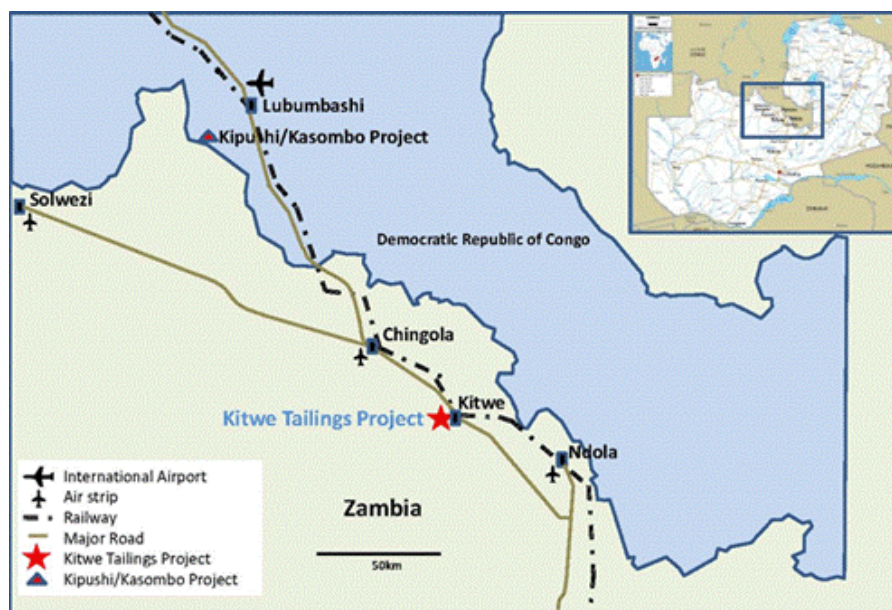 Lubumbashi
Kipushi/Kasombo Project
Solwezi
Democratic Republic of Congo
Chingola
Kitwe
Kitwe Tailings Project
Ndola
Zambia
50km
International Airport
Air strip
Railway
Major Road
Kitwe Tailings Project
Kipushi/Kasombo Project